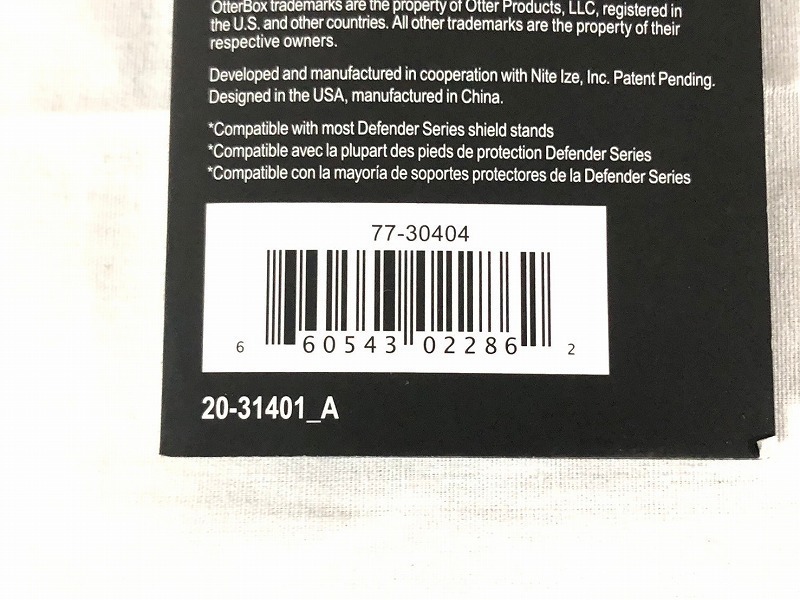 OtterBox trademarks are the property of Otter Products, LLC, registered in
the U.S. and other countries. All other trademarks are the property of their
respective owners.
Developed and manufactured in cooperation with Nite Ize, Inc. Patent Pending.
Designed in the USA, manufactured in China.
*Compatible with most Defender Series shield stands
*Compatible avec la plupart des pieds de protection Defender Series
*Compatible con la mayoría de soportes protectores de la Defender Series
77-30404
6 60543 02286 2
20-31401_A